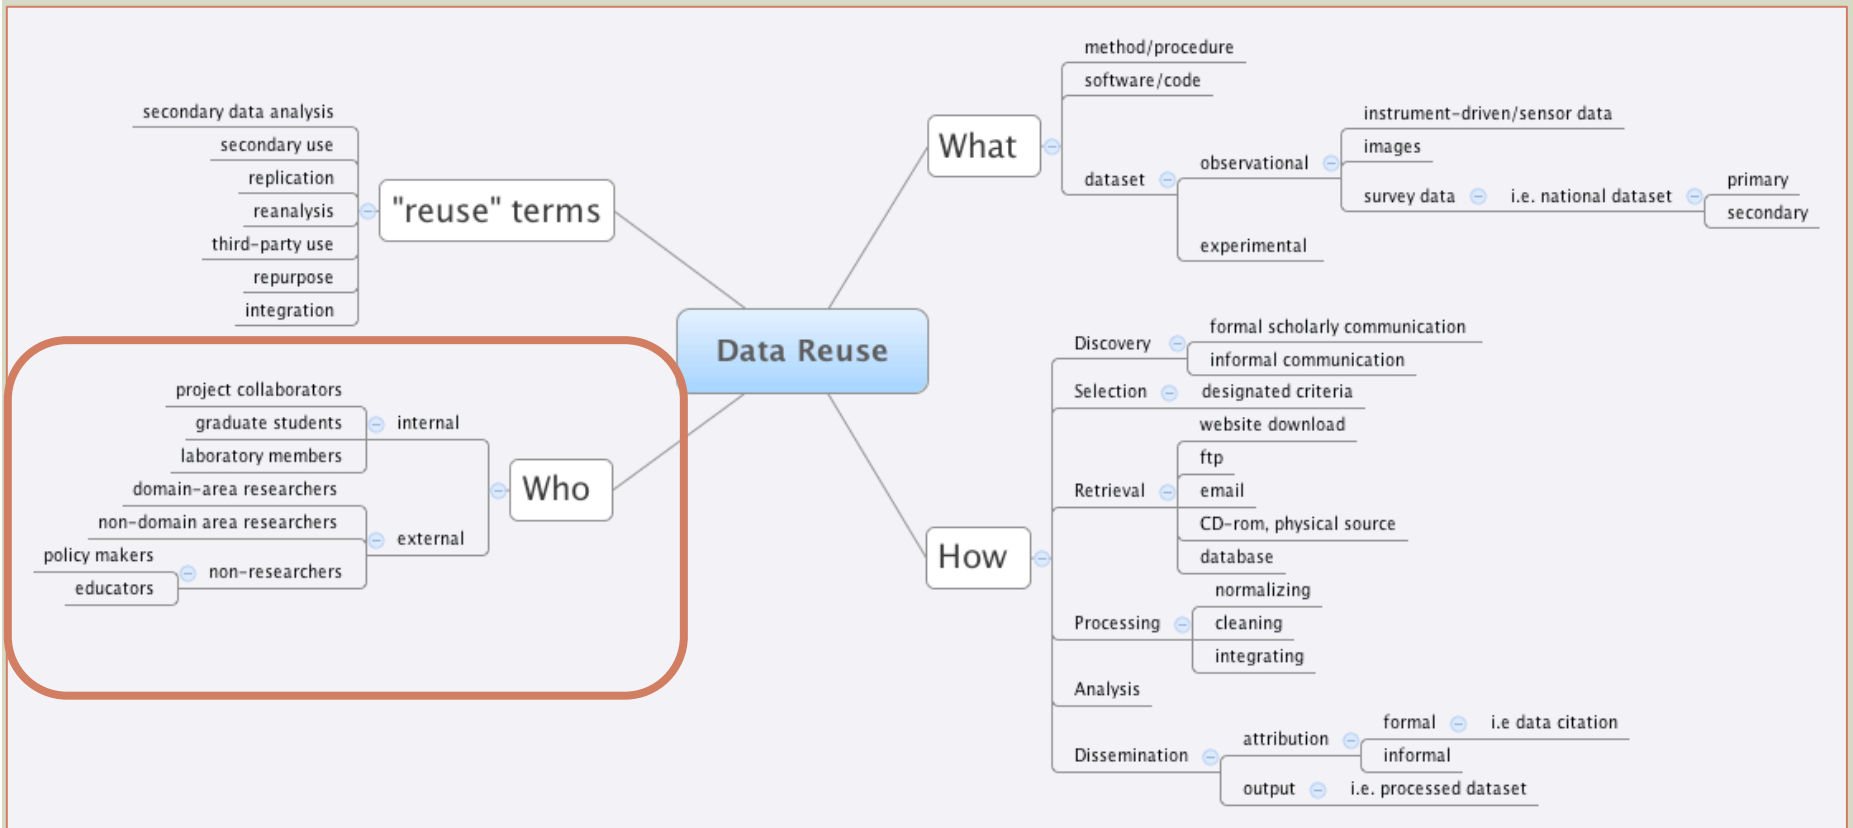 Data Reuse
"reuse" terms
secondary data analysis
secondary use
replication
reanalysis
third-party use
repurpose
integration
Who
internal
project collaborators
graduate students
laboratory members
external
domain-area researchers
non-domain area researchers
non-researchers
policy makers
educators
What
method/procedure
software/code
dataset
observational
instrument-driven/sensor data
images
survey data
i.e. national dataset
primary
secondary
experimental
How
Discovery
formal scholarly communication
informal communication
Selection
designated criteria
Retrieval
website download
ftp
email
CD-rom, physical source
database
Processing
normalizing
cleaning
integrating
Analysis
Dissemination
attribution
formal
i.e data citation
informal
output
i.e. processed dataset